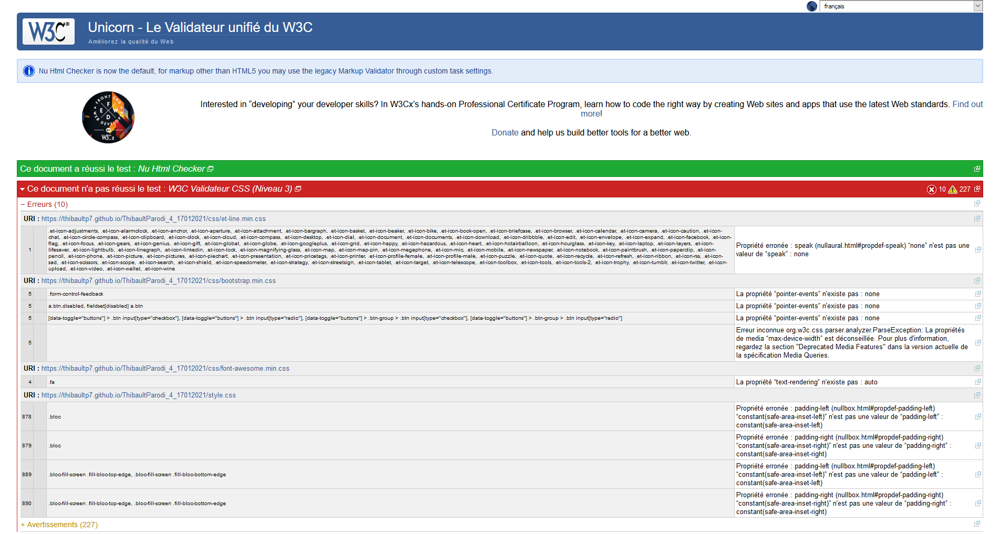 français
W3C®
Unicorn - Le Validateur unifié du W3C
Améliorez la qualité du Web
Nu Html Checker is now the default, for markup other than HTML5 you may use the legacy Markup Validator through custom task settings.
FRONT END
F
E W
D
WEB DEVELOPER
BY
W3Cx
Interested in “developing” your developer skills? In W3Cx’s hands-on Professional Certificate Program, learn how to code the right way by creating Web sites and apps that use the latest Web standards. Find out
more!
Donate and help us build better tools for a better web.
Ce document a réussi le test : Nu Html Checker
Ce document n'a pas réussi le test : W3C Validateur CSS (Niveau 3) 10 227
− Erreurs (10)
URI : https://thibaultp7.github.io/ThibaultParodi_4_17012021/css/et-line.min.css
.et-icon-adjustments, .et-icon-alarmclock, .et-icon-anchor, .et-icon-aperture, .et-icon-attachment, .et-icon-bargraph, .et-icon-basket, .et-icon-beaker, .et-icon-bike, .et-icon-book-open, .et-icon-briefcase, .et-icon-browser, .et-icon-calendar, .et-icon-camera, .et-icon-caution, .et-icon-
chat, .et-icon-circle-compass, .et-icon-clipboard, .et-icon-clock, .et-icon-cloud, .et-icon-compass, .et-icon-desktop, .et-icon-dial, .et-icon-document, .et-icon-documents, .et-icon-download, .et-icon-dribbble, .et-icon-edit, .et-icon-envelope, .et-icon-expand, .et-icon-facebook, .et-icon-
flag, .et-icon-focus, .et-icon-gears, .et-icon-genius, .et-icon-gift, .et-icon-global, .et-icon-globe, .et-icon-googleplus, .et-icon-grid, .et-icon-happy, .et-icon-hazardous, .et-icon-heart, .et-icon-hotairballoon, .et-icon-hourglass, .et-icon-key, .et-icon-laptop, .et-icon-layers, .et-icon-
lifesaver, .et-icon-lightbulb, .et-icon-linegraph, .et-icon-linkedin, .et-icon-lock, .et-icon-magnifying-glass, .et-icon-map, .et-icon-map-pin, .et-icon-megaphone, .et-icon-mic, .et-icon-mobile, .et-icon-newspaper, .et-icon-notebook, .et-icon-paintbrush, .et-icon-paperclip, .et-icon-
pencil, .et-icon-phone, .et-icon-picture, .et-icon-pictures, .et-icon-piechart, .et-icon-presentation, .et-icon-pricetags, .et-icon-printer, .et-icon-profile-female, .et-icon-profile-male, .et-icon-puzzle, .et-icon-quote, .et-icon-recycle, .et-icon-refresh, .et-icon-ribbon, .et-icon-rss, .et-icon-
sad, .et-icon-scissors, .et-icon-scope, .et-icon-search, .et-icon-shield, .et-icon-speedometer, .et-icon-strategy, .et-icon-streetsign, .et-icon-tablet, .et-icon-target, .et-icon-telescope, .et-icon-toolbox, .et-icon-tools, .et-icon-tools-2, .et-icon-trophy, .et-icon-tumblr, .et-icon-twitter, .et-icon-
upload, .et-icon-video, .et-icon-wallet, .et-icon-wine
1
Propriété erronée : speak (nullaural.html#propdef-speak) “none” n'est pas une
valeur de “speak” : none
URI : https://thibaultp7.github.io/ThibaultParodi_4_17012021/css/bootstrap.min.css
5 .form-control-feedback La propriété “pointer-events” n'existe pas : none
5 a.btn.disabled, fieldset[disabled] a.btn La propriété “pointer-events” n'existe pas : none
5 [data-toggle="buttons"] > .btn input[type="checkbox"], [data-toggle="buttons"] > .btn input[type="radio"], [data-toggle="buttons"] > .btn-group > .btn input[type="checkbox"], [data-toggle="buttons"] > .btn-group > .btn input[type="radio"] La propriété “pointer-events” n'existe pas : none
5
Erreur inconnue org.w3c.css.parser.analyzer.ParseException: La propriétés
de media “max-device-width” est déconseillée. Pour plus d'information,
regardez la section "Deprecated Media Features" dans la version actuelle de
la spécification Media Queries.
URI : https://thibaultp7.github.io/ThibaultParodi_4_17012021/css/font-awesome.min.css
4 .fa La propriété “text-rendering” n'existe pas : auto
URI : https://thibaultp7.github.io/ThibaultParodi_4_17012021/style.css
878 .bloc
Propriété erronée : padding-left (nullbox.html#propdef-padding-left)
“constant(safe-area-inset-left)” n'est pas une valeur de “padding-left” :
constant(safe-area-inset-left)
879 .bloc
Propriété erronée : padding-right (nullbox.html#propdef-padding-right)
“constant(safe-area-inset-right)” n'est pas une valeur de “padding-right” :
constant(safe-area-inset-right)
889 .bloc-fill-screen .fill-bloc-top-edge, .bloc-fill-screen .fill-bloc-bottom-edge
Propriété erronée : padding-left (nullbox.html#propdef-padding-left)
“constant(safe-area-inset-left)” n'est pas une valeur de “padding-left” :
constant(safe-area-inset-left)
890 .bloc-fill-screen .fill-bloc-top-edge, .bloc-fill-screen .fill-bloc-bottom-edge
Propriété erronée : padding-right (nullbox.html#propdef-padding-right)
“constant(safe-area-inset-right)” n'est pas une valeur de “padding-right” :
constant(safe-area-inset-right)
+ Avertissements (227)